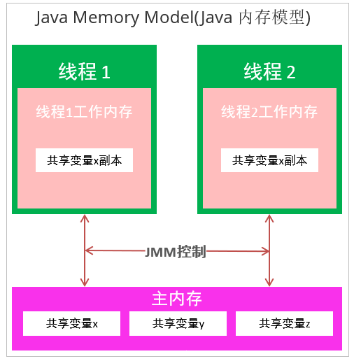 Java Memory Model(Java 内存模型)
线程 1
线程 2
线程1工作内存
线程2工作内存
共享变量x副本
共享变量x副本
JMM控制
主内存
共享变量x
共享变量y
共享变量z